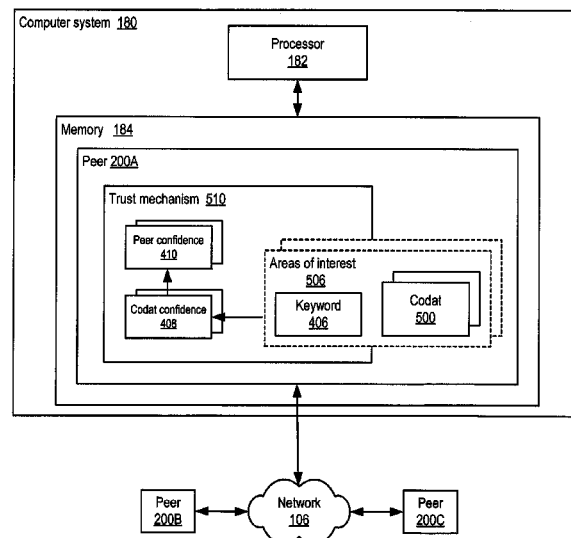 Computer system 180
Processor
182
Memory 184
Peer 200A
Trust mechanism 510
Peer confidence
410
Areas of interest
506
Codat confidence
408
Keyword
406
Codat
500
Peer
200B
Network
106
Peer
200C